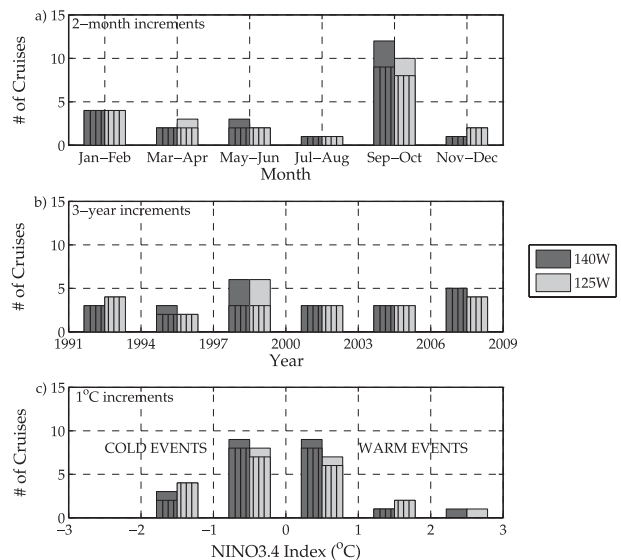 a)
2−month increments
15
10
5
0
# of Cruises
Jan−Feb Mar−Apr May−Jun Jul−Aug Sep−Oct Nov−Dec
Month
b)
3−year increments
15
10
5
0
# of Cruises
1991 1994 1997 2000 2003 2006 2009
Year
140W
125W
c)
1°C increments
15
10
5
0
# of Cruises
COLD EVENTS WARM EVENTS
−3 −2 −1 0 1 2 3
NINO3.4 Index (°C)